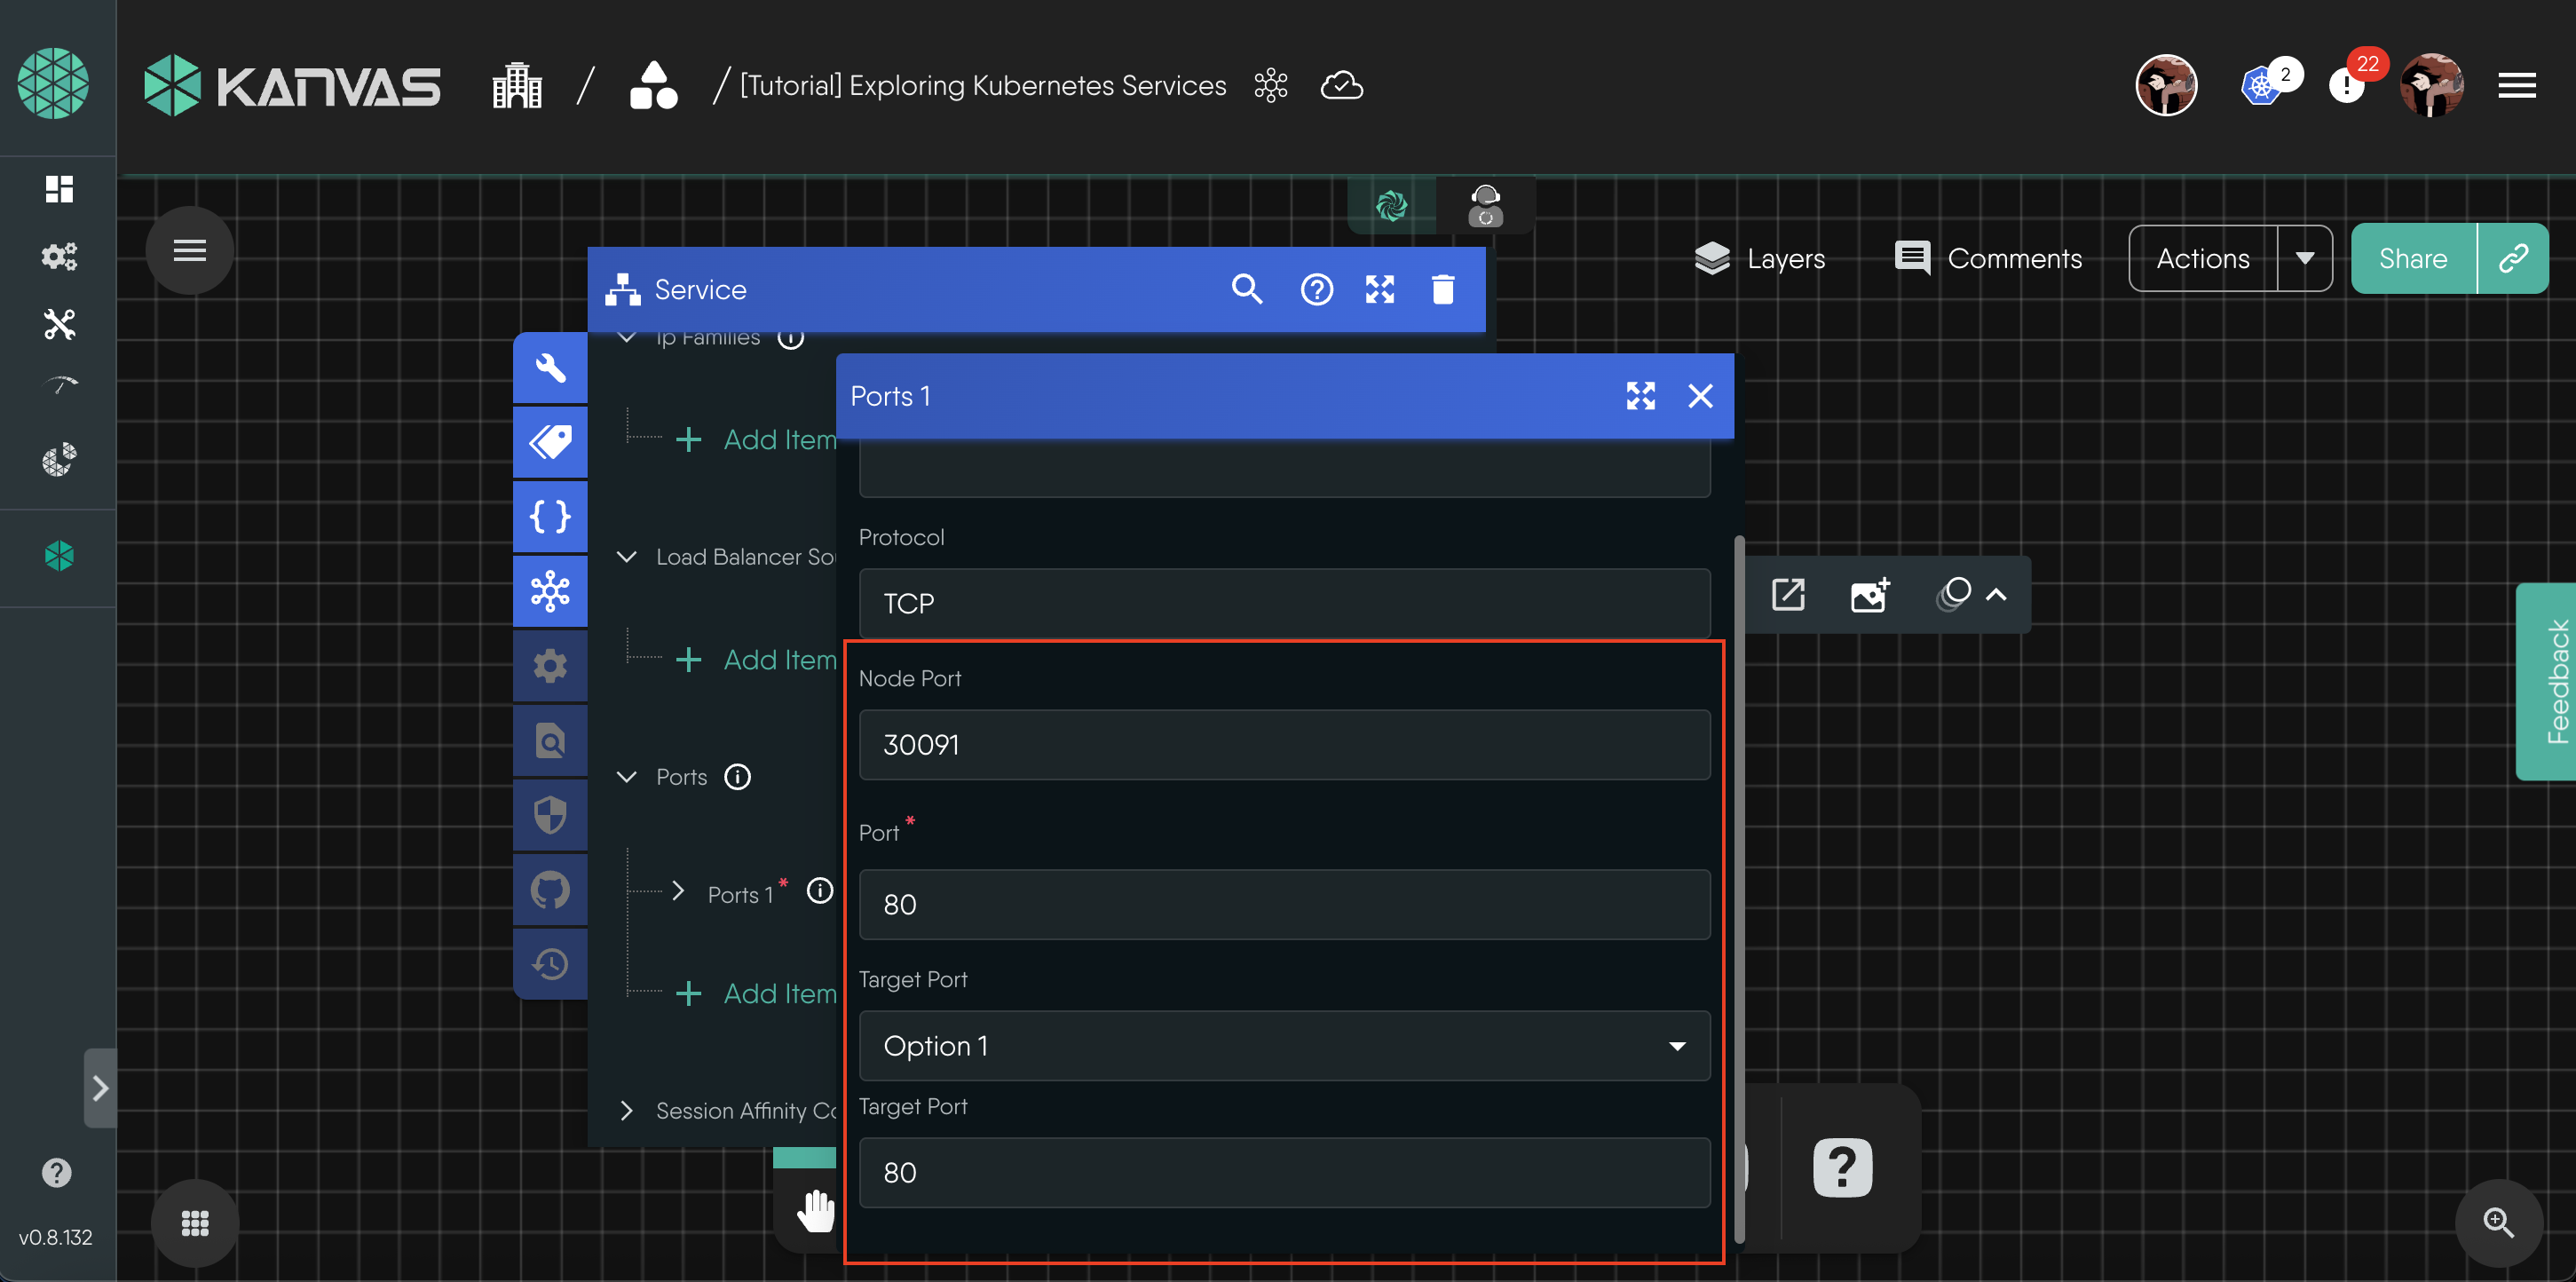 KANVAS
/ / [Tutorial] Exploring Kubernetes Services
2
22
Layers
Comments
Actions
Share
Service
Ip Families
Add Item
Load Balancer Sou
Add Item
Ports
Ports 1 *
Add Item
Session Affinity Co
Ports 1
Protocol
TCP
Node Port
30091
Port *
80
Target Port
Option 1
Target Port
80
Feedback
v0.8.132